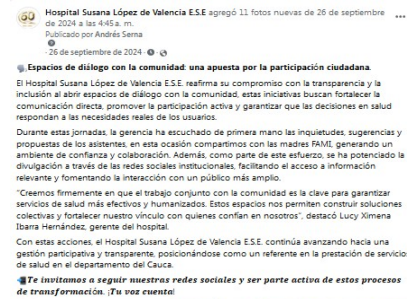 Hospital Susana López de Valencia E.S.E agregó 11 fotos nuevas de 26 de septiembre
de 2024 a las 4:45 a. m.
Publicado por Andrés Serna
· 26 de septiembre de 2024 ·
Espacios de diálogo con la comunidad: una apuesta por la participación ciudadana.
El Hospital Susana López de Valencia E.S.E. reafirma su compromiso con la transparencia y la
inclusión al abrir espacios de diálogo con la comunidad, estas iniciativas buscan fortalecer la
comunicación directa, promover la participación activa y garantizar que las decisiones en salud
respondan a las necesidades reales de los usuarios.
Durante estas jornadas, la gerencia ha escuchado de primera mano las inquietudes, sugerencias y
propuestas de los asistentes, en esta ocasión compartimos con las madres FAMI, generando un
ambiente de confianza y colaboración. Además, como parte de este esfuerzo, se ha potenciado la
divulgación a través de las redes sociales institucionales, facilitando el acceso a información
relevante y fomentando la interacción con un público más amplio.
"Creemos firmemente en que el trabajo conjunto con la comunidad es la clave para garantizar
servicios de salud más efectivos y humanizados. Estos espacios nos permiten construir soluciones
colectivas y fortalecer nuestro vínculo con quienes confían en nosotros", destacó Lucy Ximena
Ibarra Hernández, gerente del hospital.
Con estas acciones, el Hospital Susana López de Valencia E.S.E. continúa avanzando hacia una
gestión participativa y transparente, posicionándose como un referente en la prestación de servicios
de salud en el departamento del Cauca.
Te invitamos a seguir nuestras redes sociales y ser parte activa de estos procesos
de transformación. ¡Tu voz cuenta!